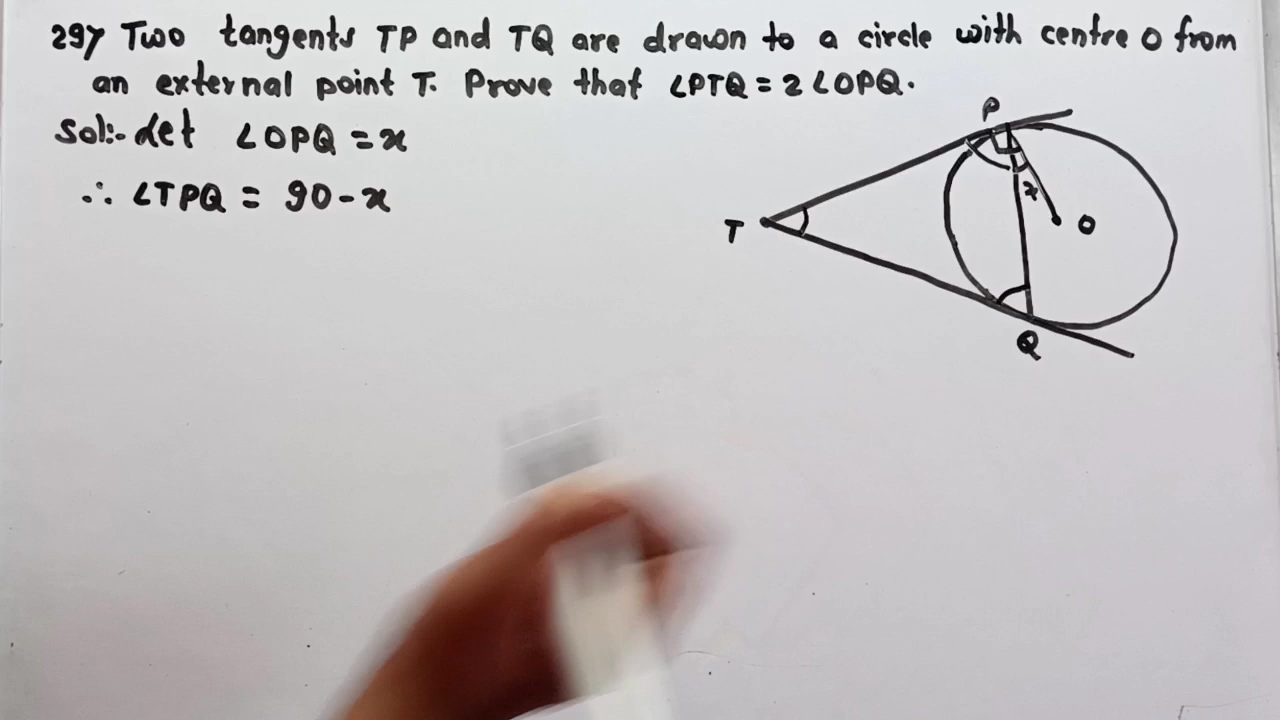 297 Two tangents TP and TQ are drawn to a circle with centre O from
an external point T. Prove that ∠PTQ = 2∠OPQ.
Sol:- Let ∠OPQ = x
∴ ∠TPQ = 90-x
P
x
T
O
Q